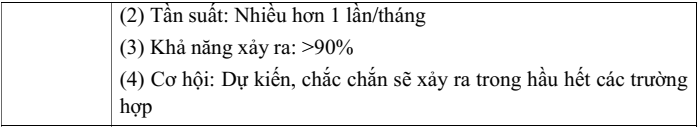 (2) Tần suất: Nhiều hơn 1 lần/tháng
(3) Khả năng xảy ra: >90%
(4) Cơ hội: Dự kiến, chắc chắn sẽ xảy ra trong hầu hết các trường
hợp